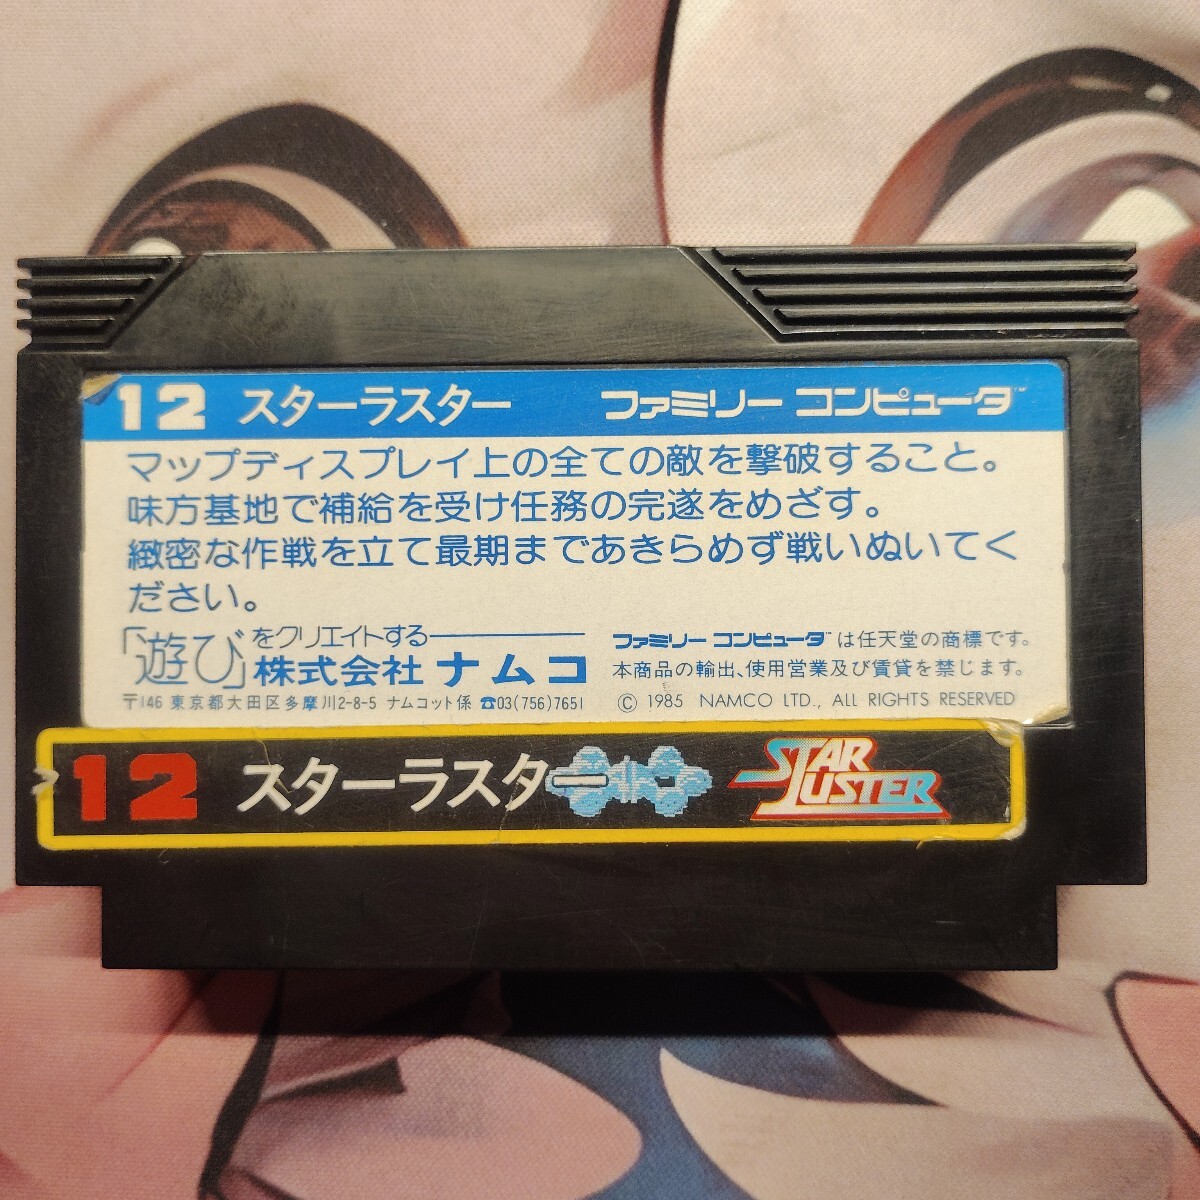 12 スターラスター ファミリー コンピュータ™
マップディスプレイ上の全ての敵を撃破すること。
味方基地で補給を受け任務の完遂をめざす。
緻密な作戦を立て最期まであきらめず戦いぬいてく
ださい。
「遊び」をクリエイトする
株式会社 ナムコ
〒146 東京都大田区多摩川2-8-5 ナムコット係 ☎03(756)7651
ファミリー コンピュータ™は任天堂の商標です。
本商品の輸出、使用営業及び賃貸を禁じます。
© 1985 NAMCO LTD., ALL RIGHTS RESERVED
12 スターラスター STAR LUSTER